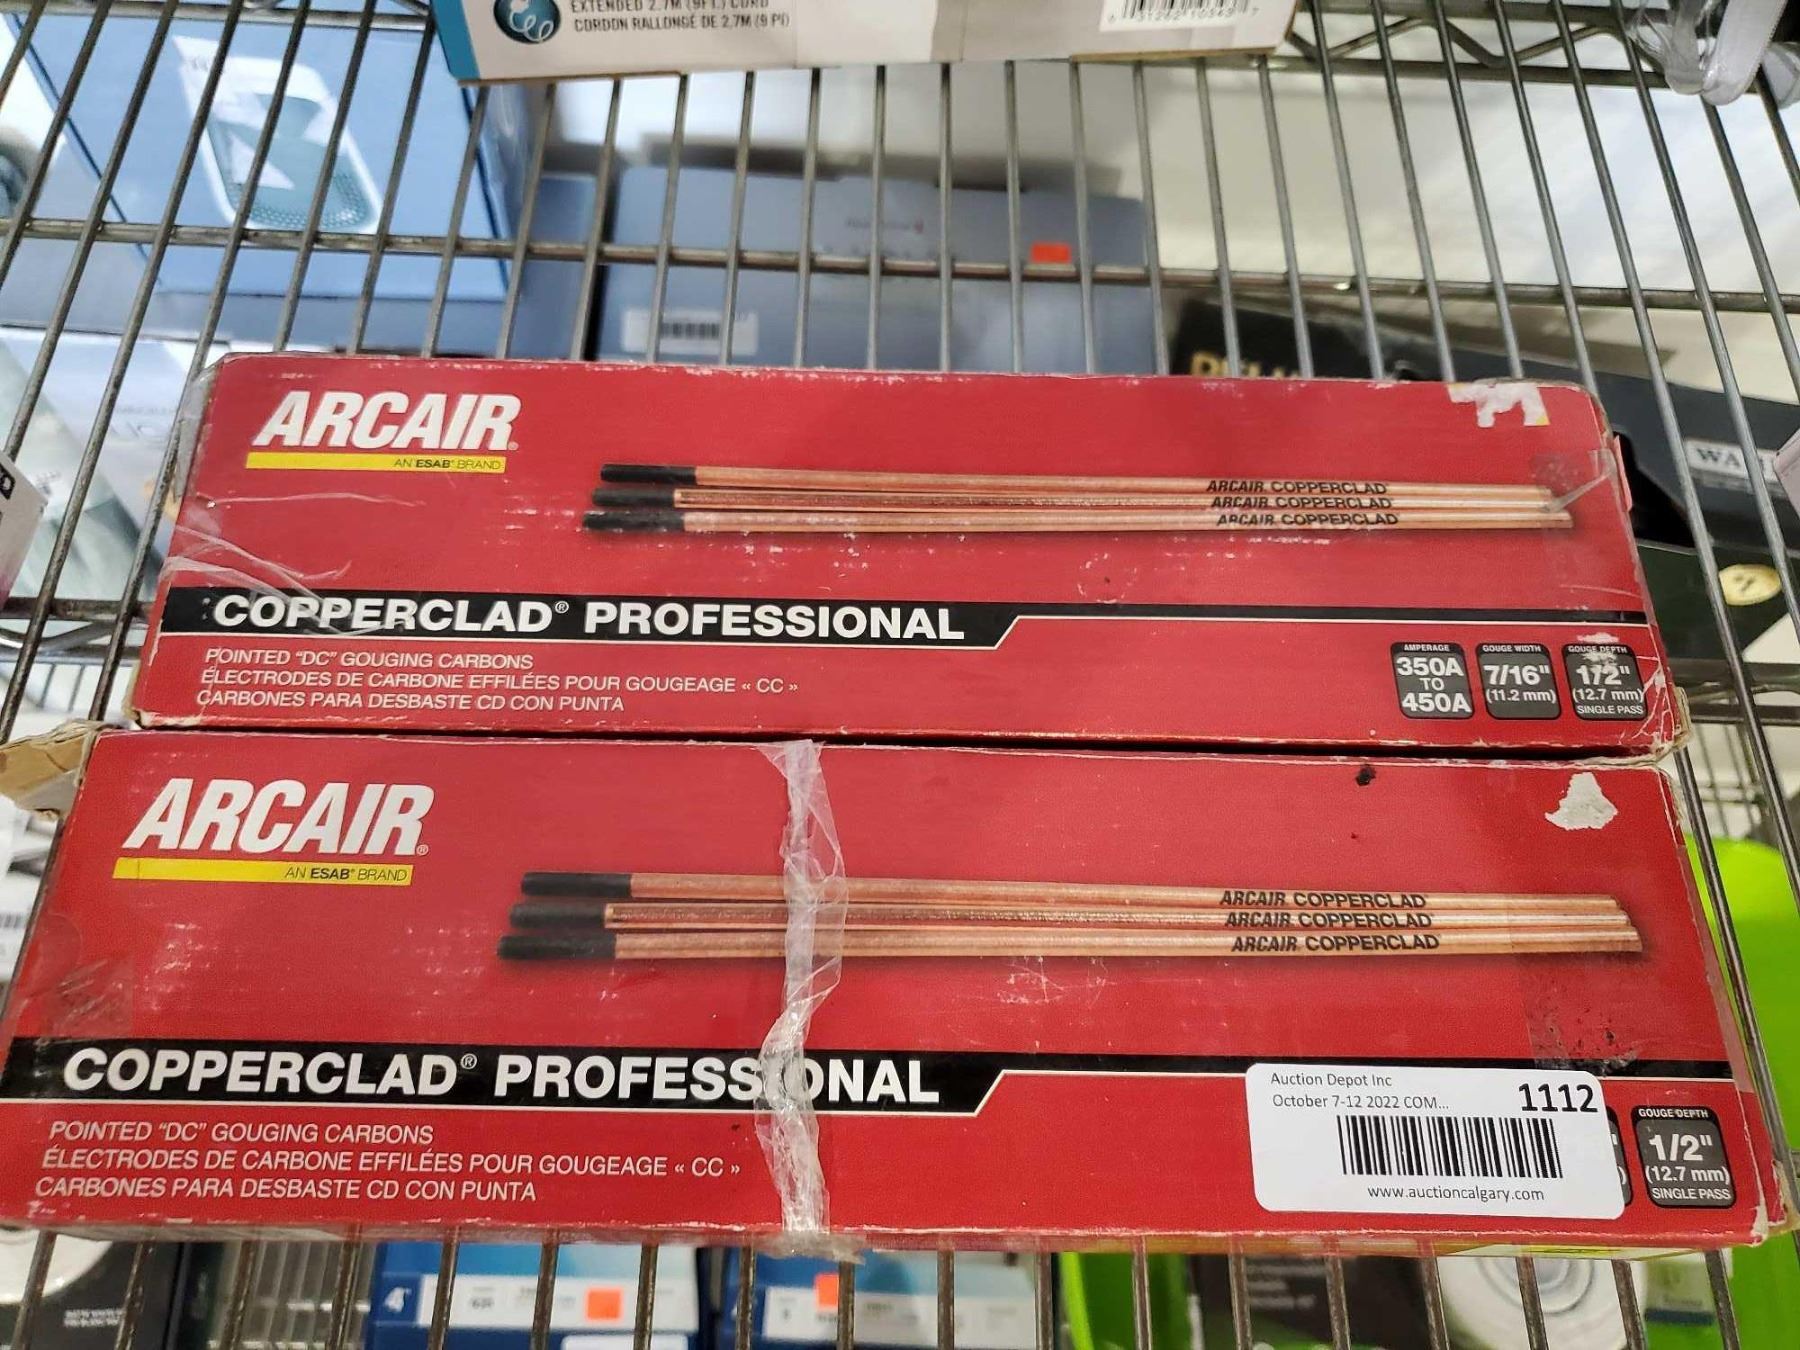 EXTENDED 2.7M (9FT.) CORD
CORDON RALLONGÉ DE 2,7M (9 PI)
ARCAIR®
AN ESAB® BRAND
ARCAIR COPPERCLAD®
ARCAIR COPPERCLAD®
ARCAIR COPPERCLAD
COPPERCLAD® PROFESSIONAL
POINTED "DC" GOUGING CARBONS
ÉLECTRODES DE CARBONE EFFILÉES POUR GOUGEAGE « CC »
CARBONES PARA DESBASTE CD CON PUNTA
AMPERAGE
350A
TO
450A
GOUGE WIDTH
7/16"
(11.2 mm)
GOUGE DEPTH
1/2"
(12.7 mm)
SINGLE PASS
WA
ARCAIR®
AN ESAB® BRAND
ARCAIR COPPERCLAD®
ARCAIR COPPERCLAD®
ARCAIR COPPERCLAD®
COPPERCLAD® PROFESSIONAL
POINTED "DC" GOUGING CARBONS
ÉLECTRODES DE CARBONE EFFILÉES POUR GOUGEAGE « CC »
CARBONES PARA DESBASTE CD CON PUNTA
Auction Depot Inc
October 7-12 2022 COM...
1112
www.auctioncalgary.com
GOUGE DEPTH
1/2"
(12.7 mm)
SINGLE PASS
4"